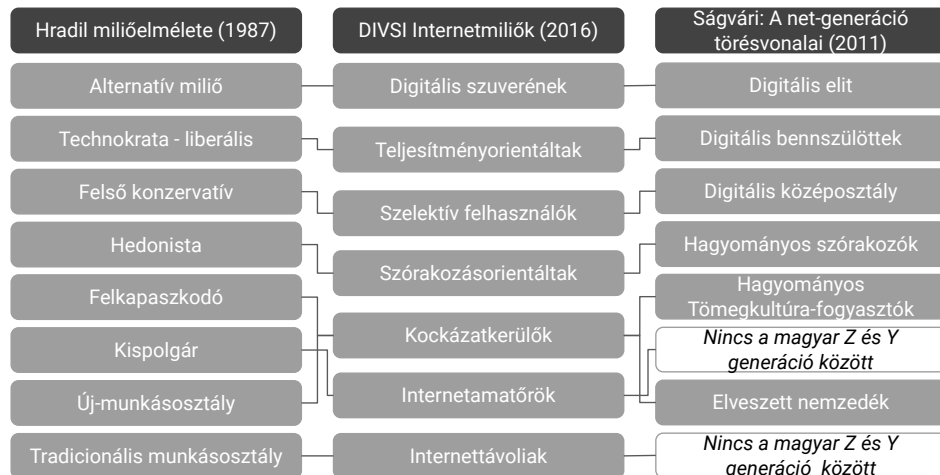 Hradil miliőelmélete (1987)
DIVSI Internetmiliők (2016)
Ságvári: A net-generáció
törésvonalai (2011)
Alternatív miliő
Digitális szuverének
Digitális elit
Technokrata - liberális
Teljesítményorientáltak
Digitális bennszülöttek
Felső konzervatív
Szelektív felhasználók
Digitális középosztály
Hedonista
Szórakozásorientáltak
Hagyományos szórakozók
Felkapaszkodó
Kockázatkerülők
Hagyományos
Tömegkultúra-fogyasztók
Kispolgár
Internetamatőrök
Nincs a magyar Z és Y
generáció között
Új-munkásosztály
Elveszett nemzedék
Tradicionális munkásosztály
Internettávoliak
Nincs a magyar Z és Y
generáció között